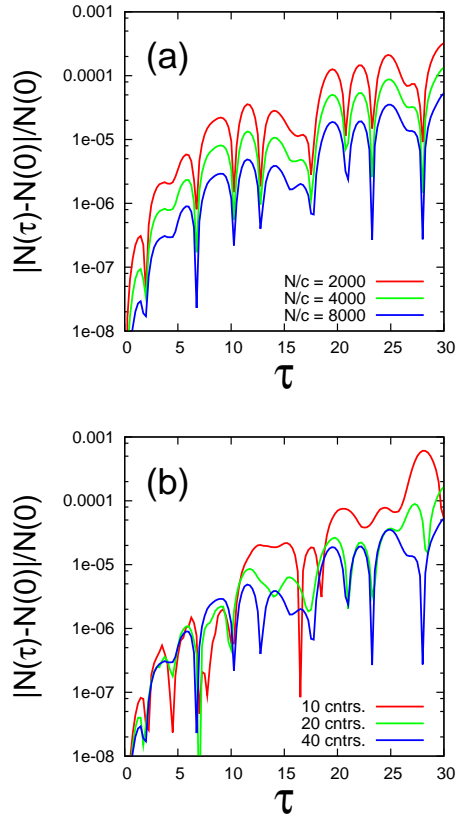 (a)
0.0001
1e-05
1e-06
1e-07
1e-08
|N(τ)-N(0)|/N(0)
N/c = 2000
N/c = 4000
N/c = 8000
0 5 10 15 20 25 30
τ
(b)
0.001
0.0001
1e-05
1e-06
1e-07
1e-08
|N(τ)-N(0)|/N(0)
10 cntrs.
20 cntrs.
40 cntrs.
0 5 10 15 20 25 30
τ